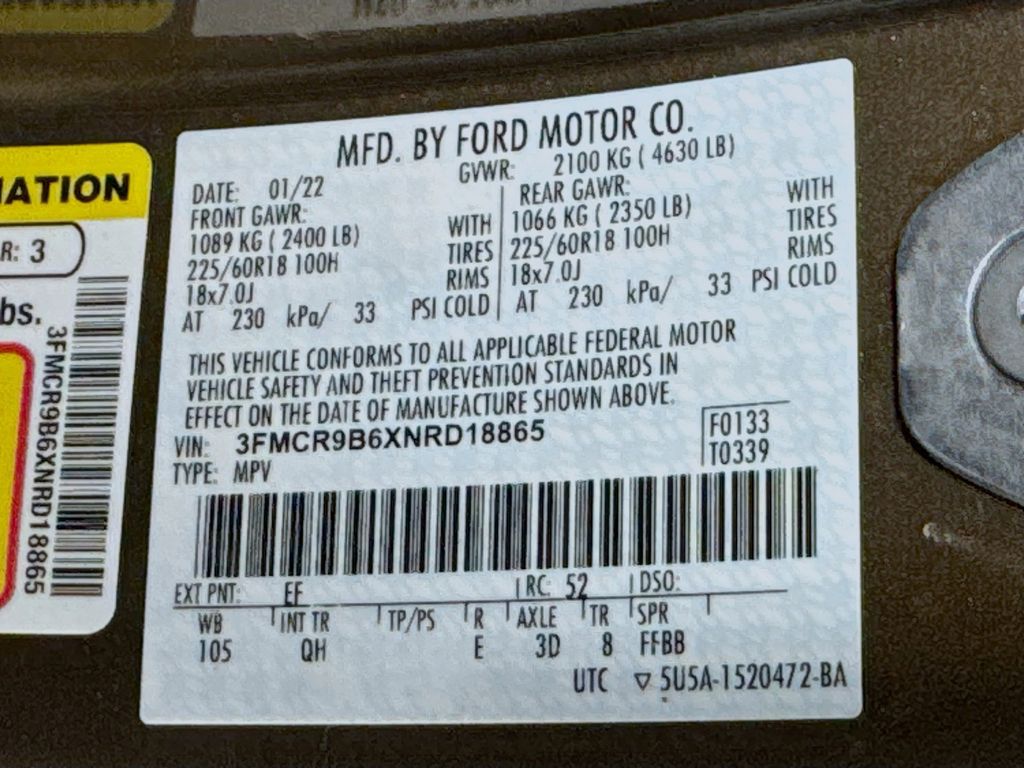 MFD. BY FORD MOTOR CO.
DATE: 01/22 GVWR: 2100 KG ( 4630 LB)
FRONT GAWR:
1089 KG ( 2400 LB) WITH
225/60R18 100H TIRES
18x7.0J RIMS
AT 230 kPa/ 33 PSI COLD
REAR GAWR:
1066 KG ( 2350 LB) WITH
225/60R18 100H TIRES
18x7.0J RIMS
AT 230 kPa/ 33 PSI COLD
THIS VEHICLE CONFORMS TO ALL APPLICABLE FEDERAL MOTOR
VEHICLE SAFETY AND THEFT PREVENTION STANDARDS IN
EFFECT ON THE DATE OF MANUFACTURE SHOWN ABOVE.
VIN: 3FMCR9B6XNRD18865
TYPE: MPV
F0133
T0339
EXT PNT: EF RC: 52 DSO:
WB INT TR TP/PS R AXLE TR SPR
105 QH E 3D 8 FFBB
UTC ▽ 5U5A-1520472-BA
MATION
R: 3
bs.
3FMCR9B6XNRD18865